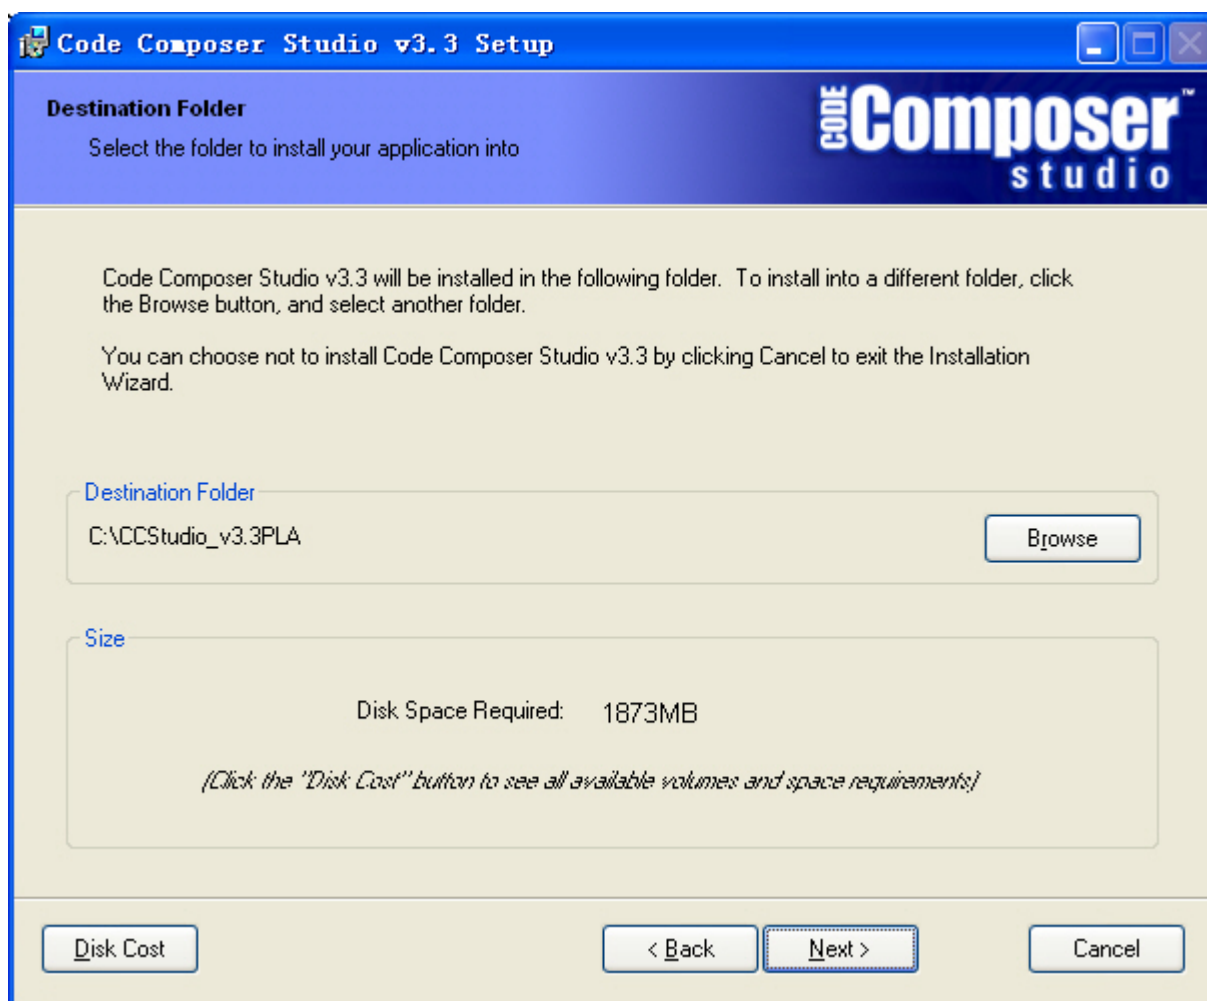 Code Composer Studio v3.3 Setup
Destination Folder
Select the folder to install your application into
CODE Composer™
studio
Code Composer Studio v3.3 will be installed in the following folder.  To install into a different folder, click
the Browse button, and select another folder.
You can choose not to install Code Composer Studio v3.3 by clicking Cancel to exit the Installation
Wizard.
Destination Folder
C:\CCStudio_v3.3PLA
Browse
Size
Disk Space Required: 1873MB
(Click the "Disk Cost" button to see all available volumes and space requirements)
Disk Cost
< Back
Next >
Cancel